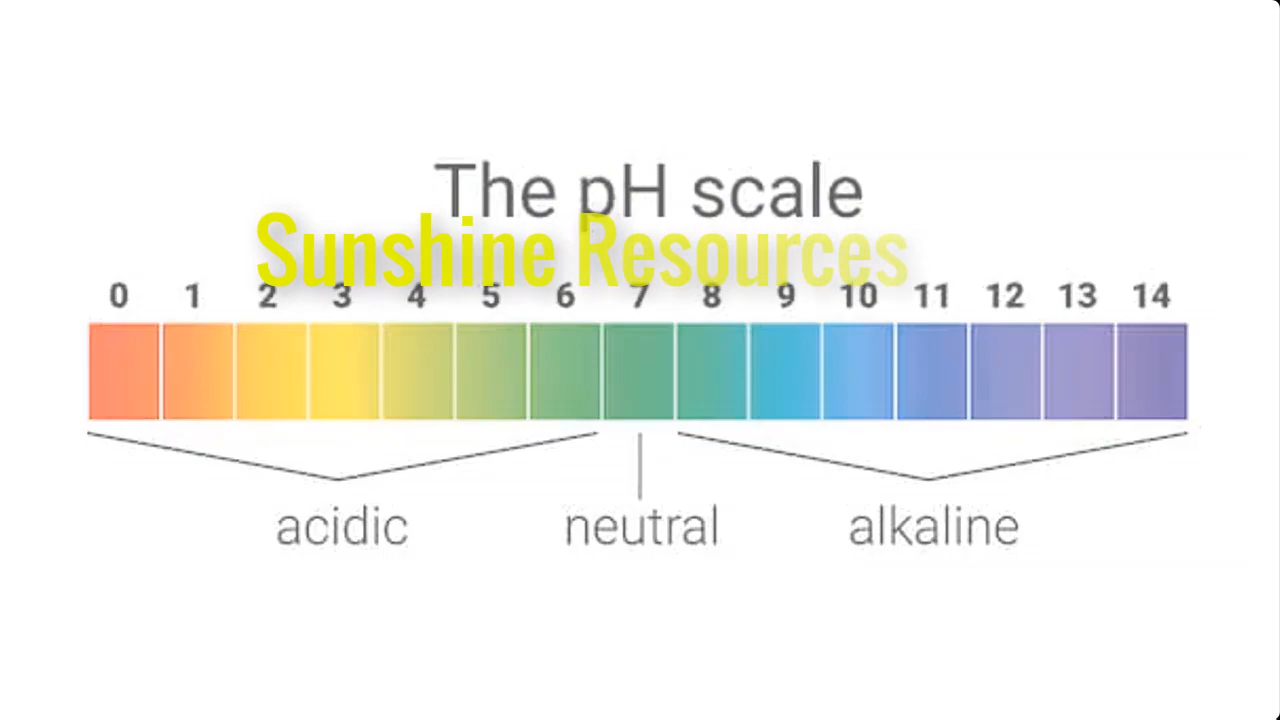 The pH scale
Sunshine Resources
0 1 2 3 4 5 6 7 8 9 10 11 12 13 14
acidic neutral alkaline